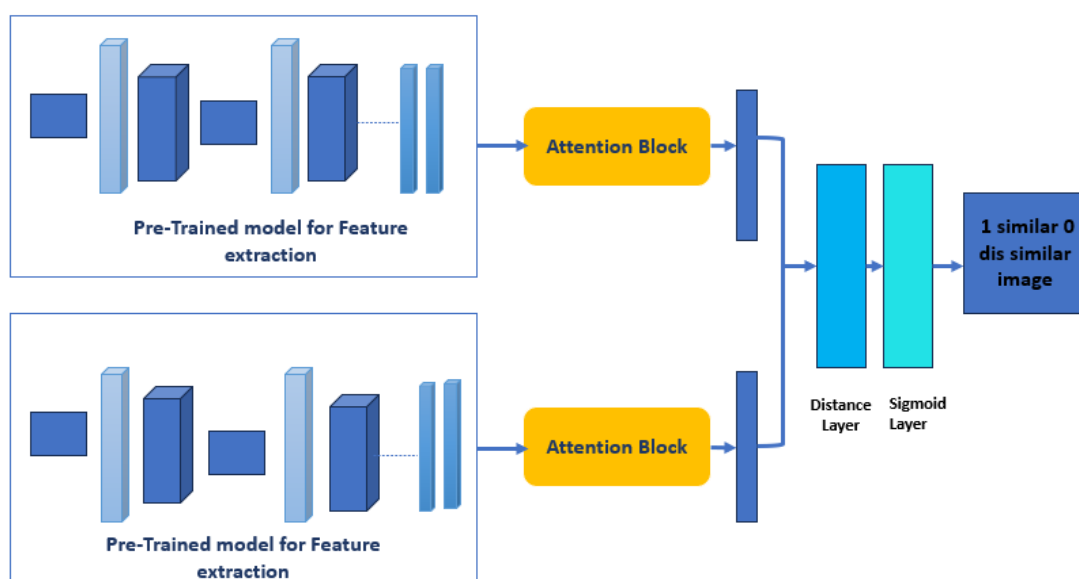 Attention Block
Pre-Trained model for Feature
extraction
1 similar 0
dis similar
image
Distance
Layer
Sigmoid
Layer
Attention Block
Pre-Trained model for Feature
extraction